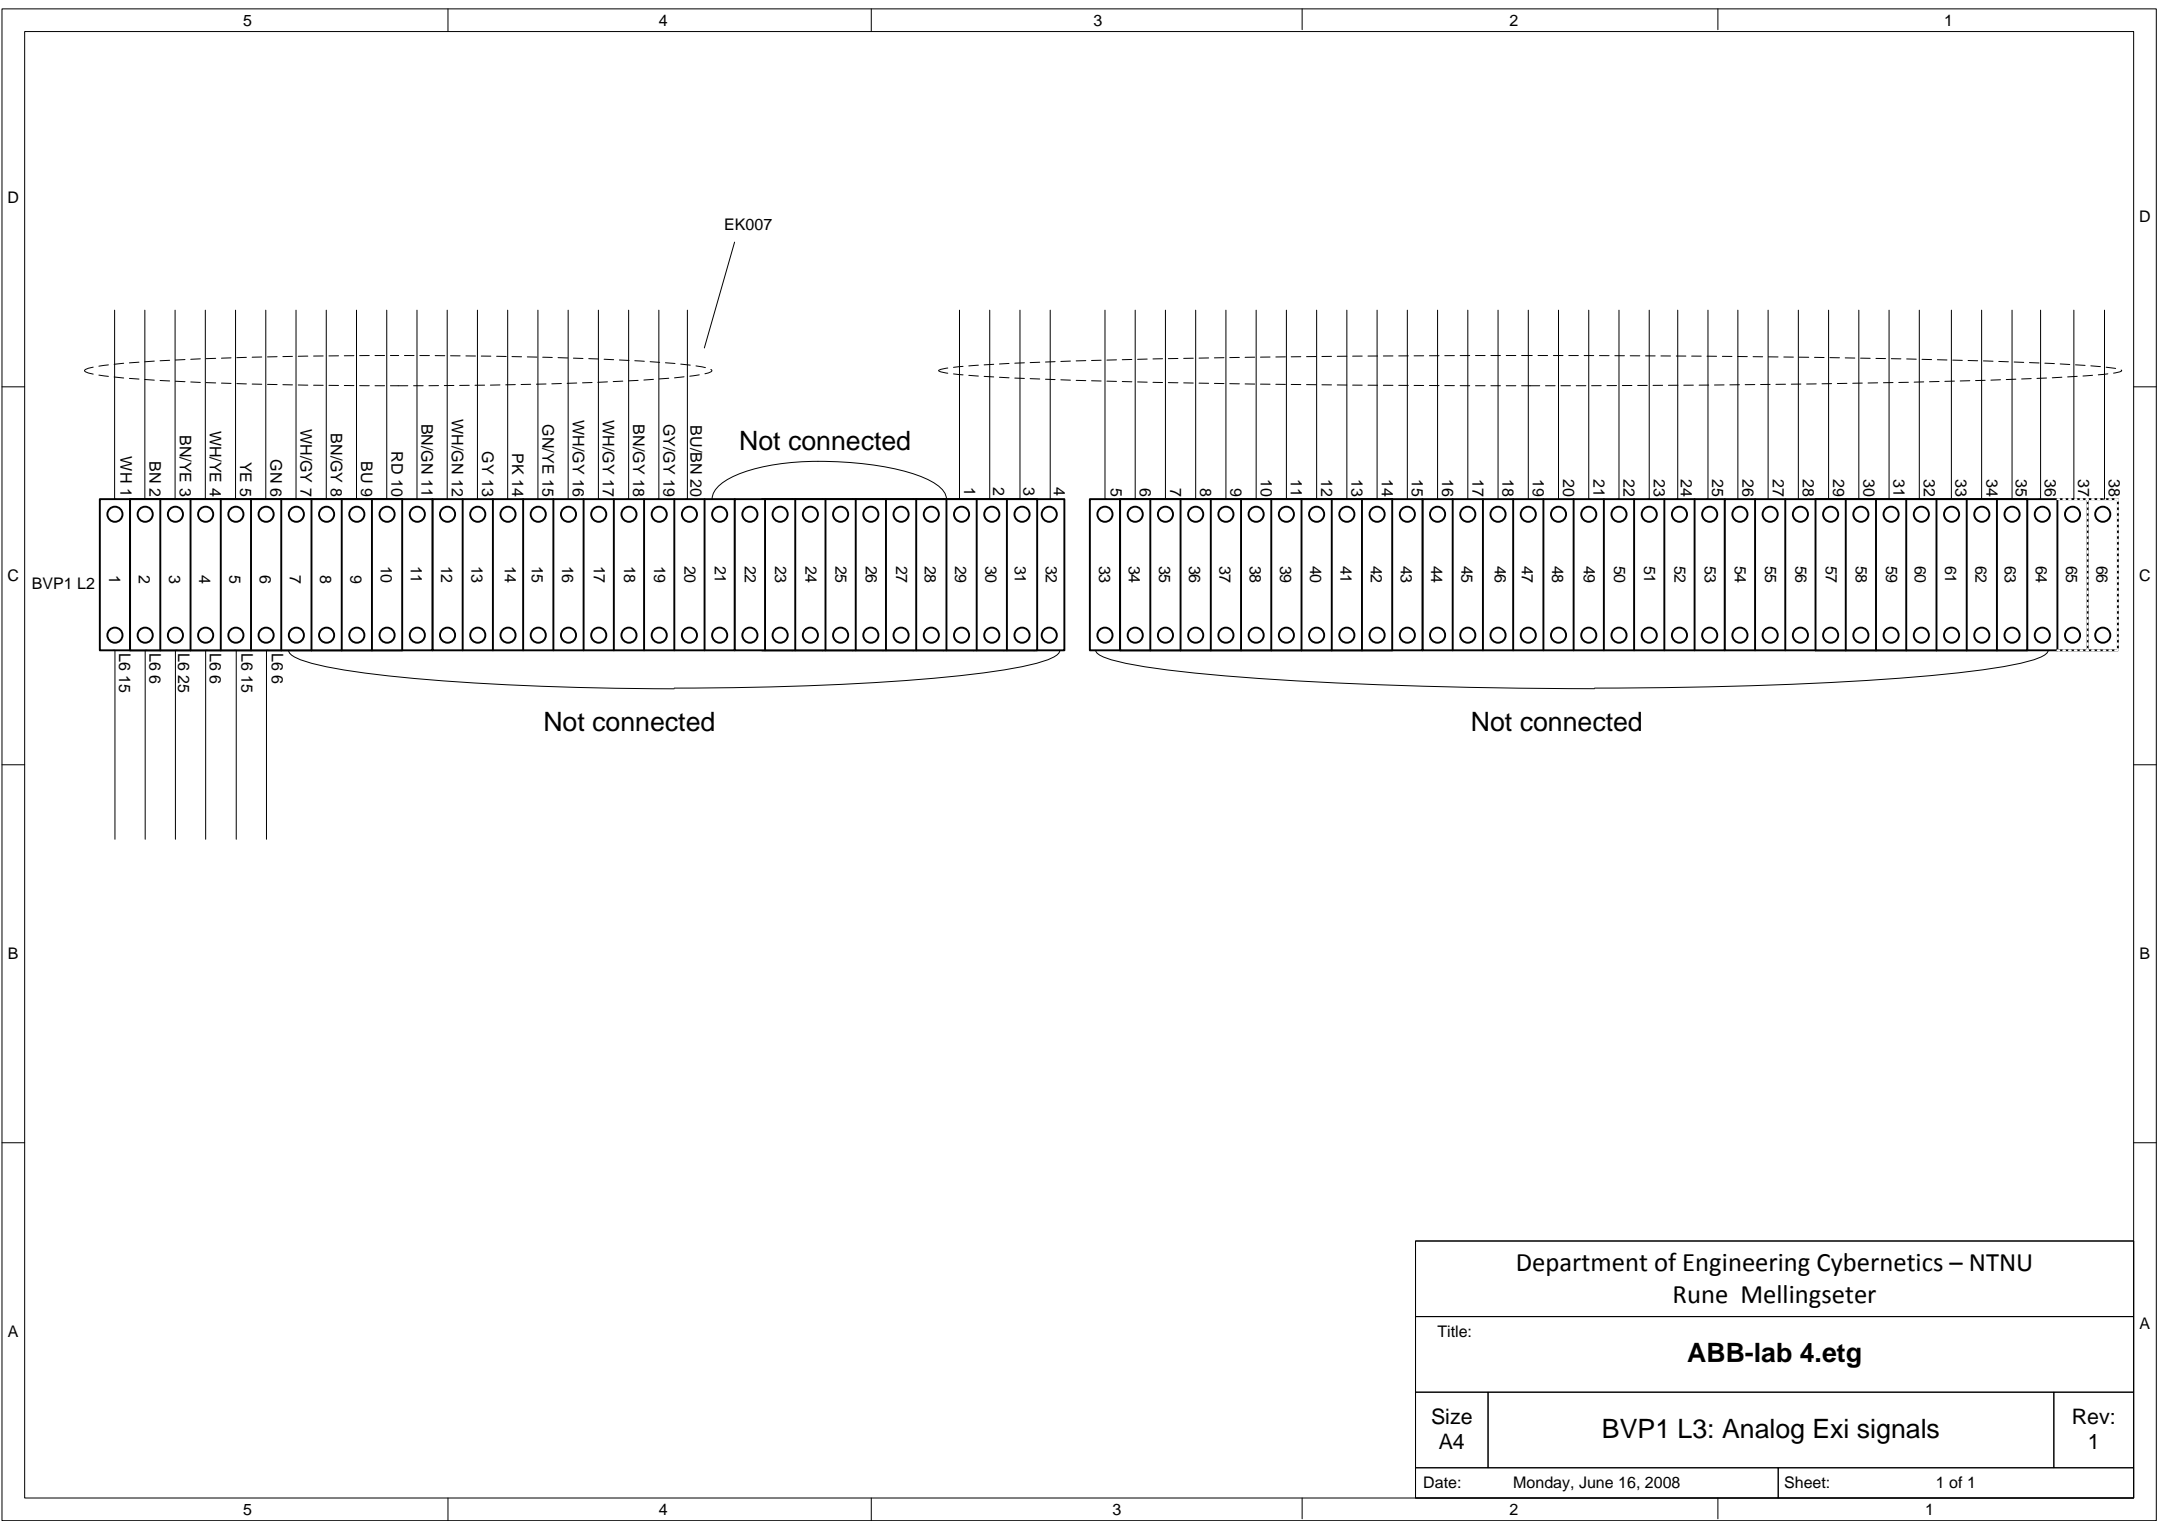 5 4 3 2 1
D D
EK007
WH 1 BN 2 BN/YE 3 WH/YE 4 YE 5 GN 6 WH/GY 7 BN/GY 8 BU 9 RD 10 BN/GN 11 WH/GN 12 GY 13 PK 14 GN/YE 15 WH/GY 16 WH/GY 17 BN/GY 18 GY/GY 19 BU/BN 20
Not connected
1 2 3 4 5 6 7 8 9 10 11 12 13 14 15 16 17 18 19 20 21 22 23 24 25 26 27 28 29 30 31 32 33 34 35 36 37 38
C BVP1 L2 1 2 3 4 5 6 7 8 9 10 11 12 13 14 15 16 17 18 19 20 21 22 23 24 25 26 27 28 29 30 31 32 33 34 35 36 37 38 39 40 41 42 43 44 45 46 47 48 49 50 51 52 53 54 55 56 57 58 59 60 61 62 63 64 65 66 C
L6 15 L6 6 L6 25 L6 6 L6 15 L6 6
Not connected Not connected
B B
A A
Department of Engineering Cybernetics – NTNU
Rune Mellingseter
Title:
ABB-lab 4.etg
Size
A4
BVP1 L3: Analog Exi signals
Rev:
1
Date: Monday, June 16, 2008 Sheet: 1 of 1
5 4 3 2 1